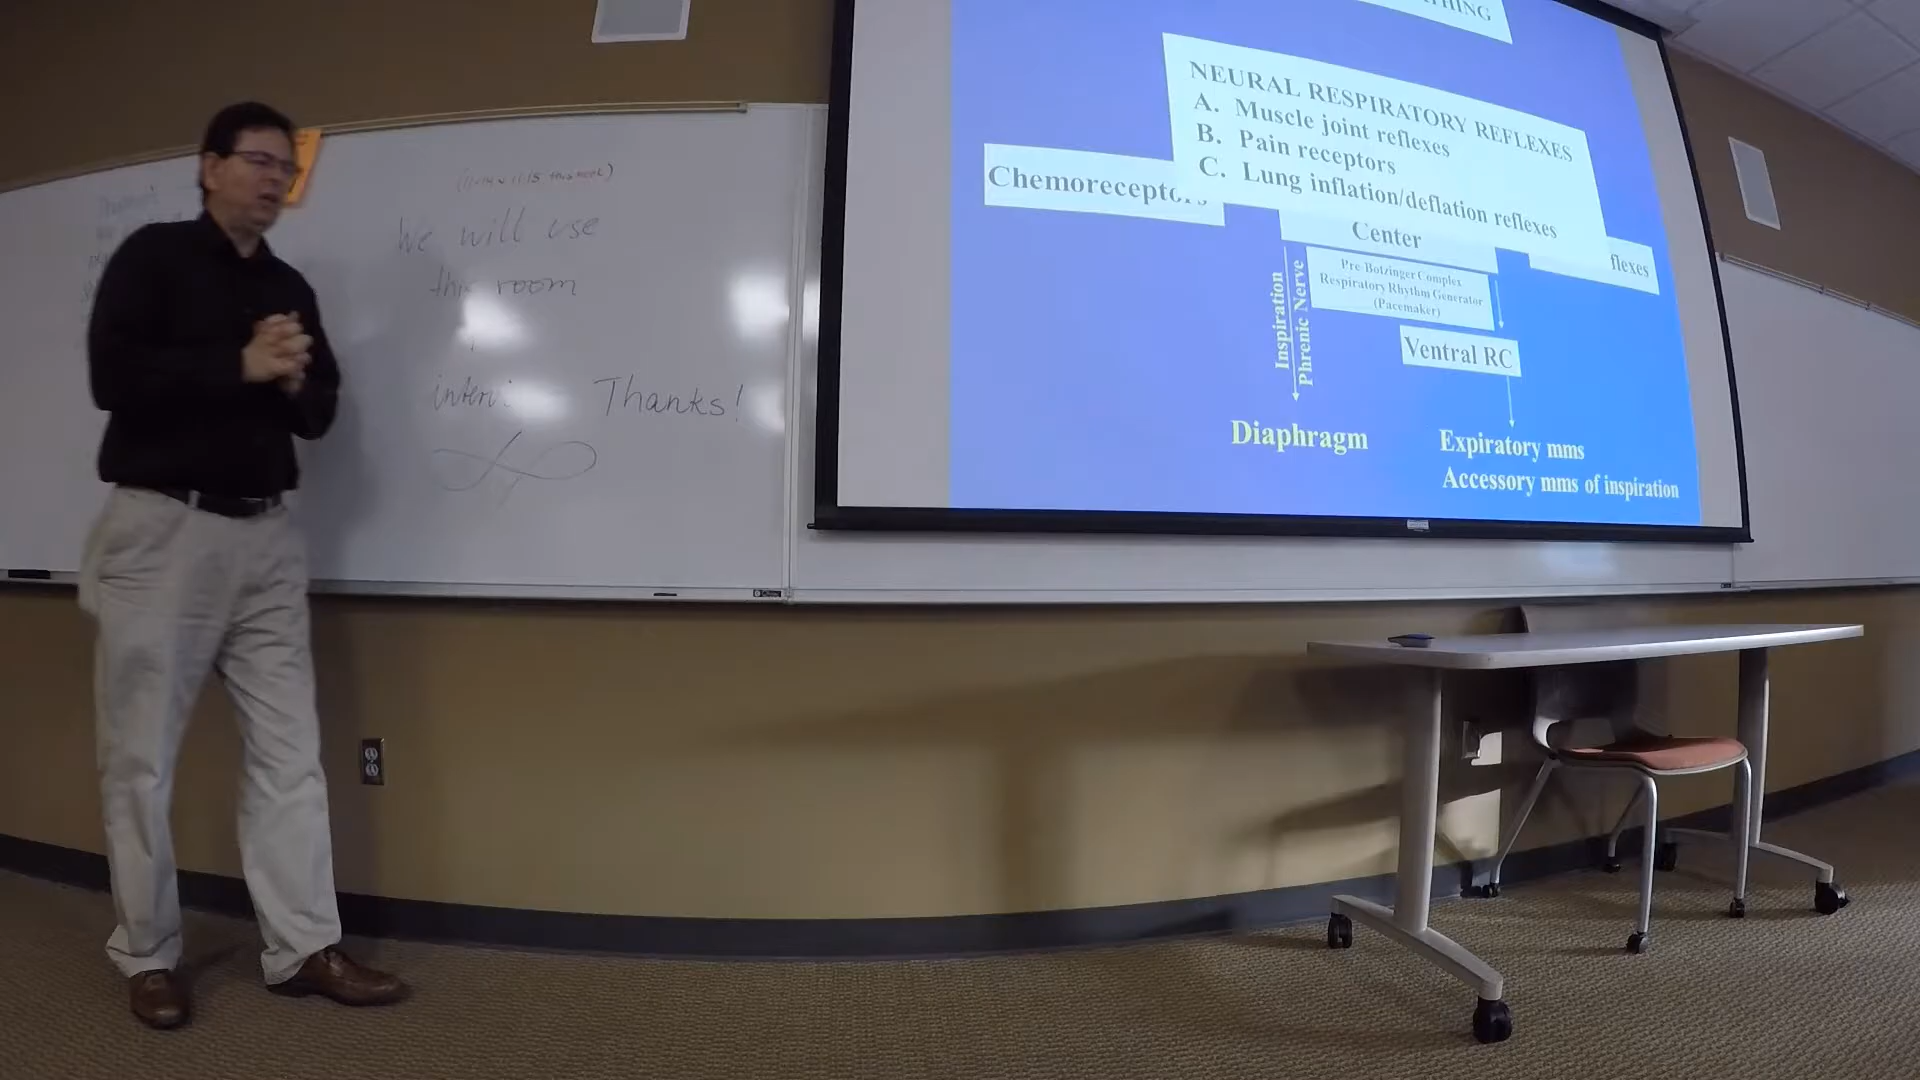 We will use
this room
Thanks!
THING
NEURAL RESPIRATORY REFLEXES
A. Muscle joint reflexes
B. Pain receptors
C. Lung inflation/deflation reflexes
Chemoreceptors
Center
flexes
Pre-Botzinger Complex
Respiratory Rhythm Generator
(Pacemaker)
Inspiration
Phrenic Nerve
Ventral RC
Diaphragm
Expiratory mms
Accessory mms of inspiration